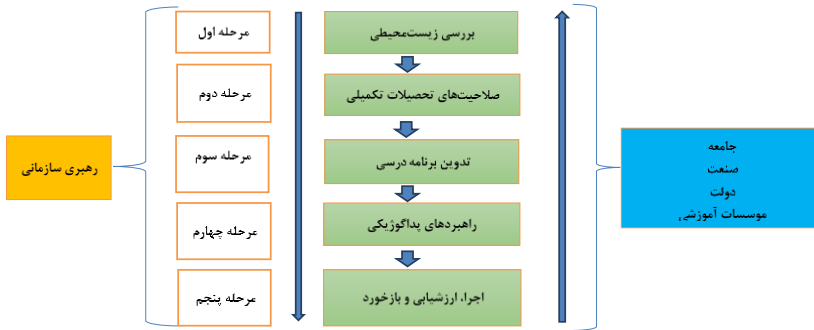 مرحله اول
بررسی زیست‌محیطی
مرحله دوم
صلاحیت‌های تحصیلات تکمیلی
مرحله سوم
تدوین برنامه درسی
مرحله چهارم
راهبردهای پداگوژیکی
مرحله پنجم
اجرا، ارزشیابی و بازخورد
رهبری سازمانی
جامعه
صنعت
دولت
موسسات آموزشی